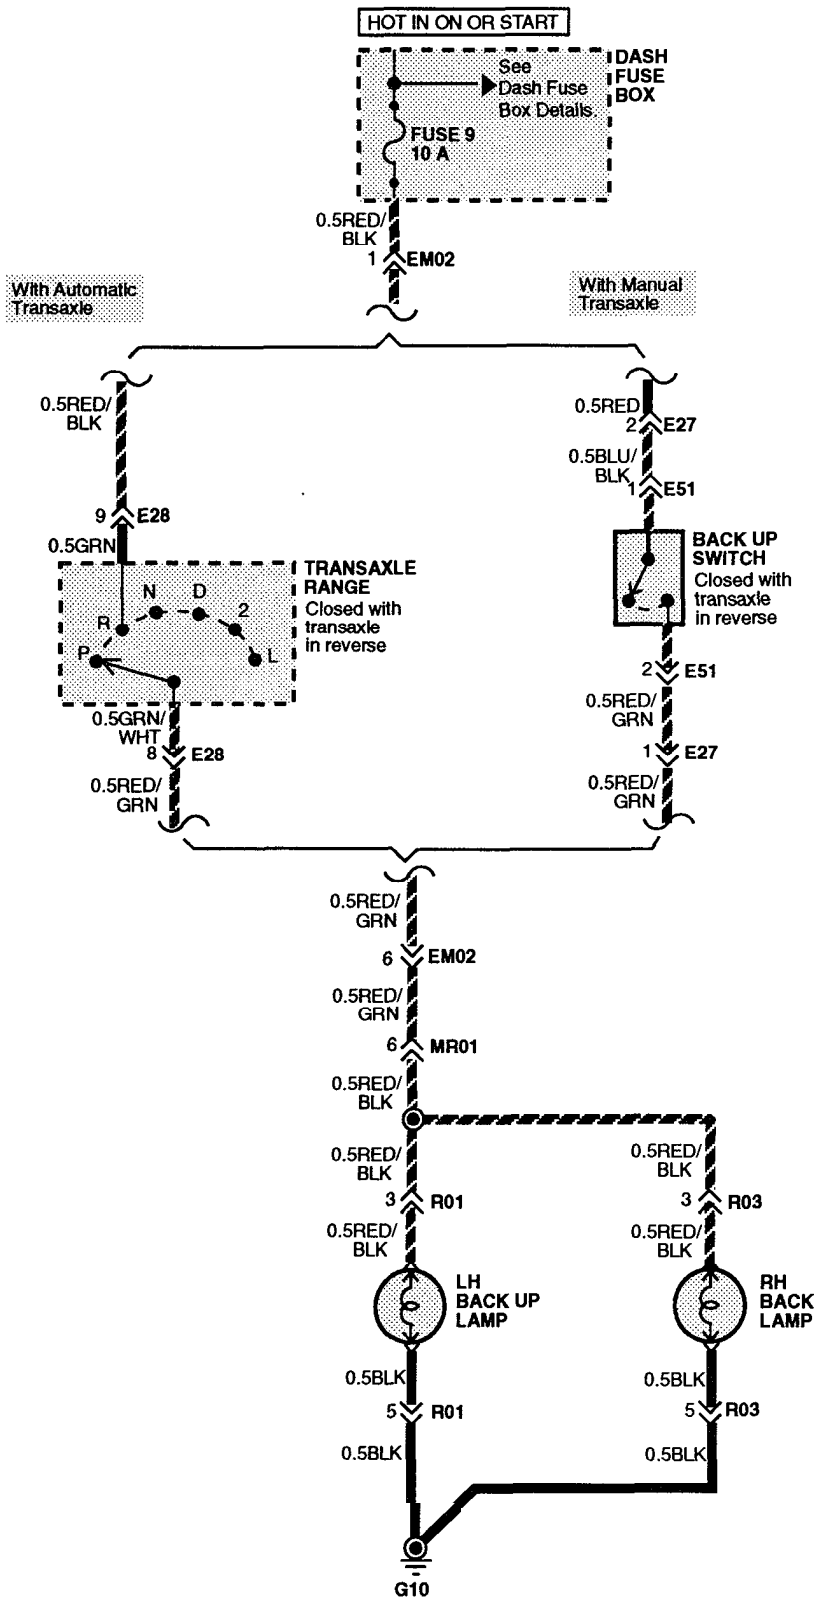 HOT IN ON OR START
DASH
FUSE
BOX
See
Dash Fuse
Box Details.
FUSE 9
10 A
0.5RED/
BLK
1 EM02
With Automatic
Transaxle
With Manual
Transaxle
0.5RED/
BLK
9 E28
0.5GRN
TRANSAXLE
RANGE
Closed with
transaxle
in reverse
P R N D 2 L
0.5GRN/
WHT
8 E28
0.5RED/
GRN
0.5RED
2 E27
0.5BLU/
BLK
1 E51
BACK UP
SWITCH
Closed with
transaxle
in reverse
2 E51
0.5RED/
GRN
1 E27
0.5RED/
GRN
0.5RED/
GRN
6 EM02
0.5RED/
GRN
6 MR01
0.5RED/
BLK
0.5RED/
BLK
3 R01
0.5RED/
BLK
LH
BACK UP
LAMP
0.5BLK
5 R01
0.5BLK
0.5RED/
BLK
3 R03
0.5RED/
BLK
RH
BACK
LAMP
0.5BLK
5 R03
0.5BLK
G10